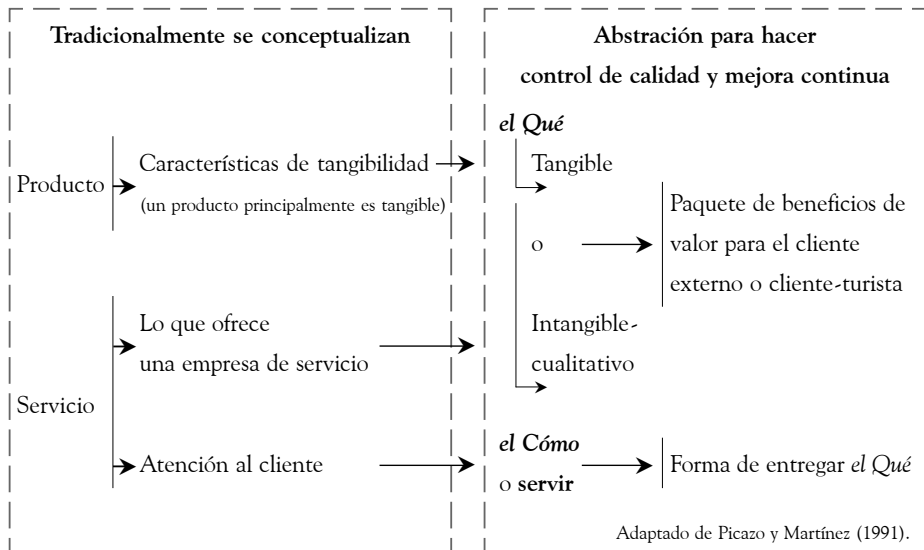 Tradicionalmente se conceptualizan
Producto
Características de tangibilidad
(un producto principalmente es tangible)
Servicio
Lo que ofrece
una empresa de servicio
Atención al cliente
Abstración para hacer
control de calidad y mejora continua
el Qué
Tangible
o
Intangible-
cualitativo
Paquete de beneficios de
valor para el cliente
externo o cliente-turista
el Cómo
o servir
Forma de entregar el Qué
Adaptado de Picazo y Martínez (1991).